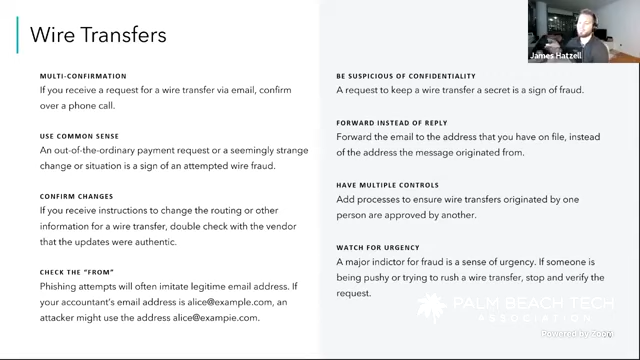 Wire Transfers
MULTI-CONFIRMATION
If you receive a request for a wire transfer via email, confirm
over a phone call.
USE COMMON SENSE
An out-of-the-ordinary payment request or a seemingly strange
change or situation is a sign of an attempted wire fraud.
CONFIRM CHANGES
If you receive instructions to change the routing or other
information for a wire transfer, double check with the vendor
that the updates were authentic.
CHECK THE "FROM"
Phishing attempts will often imitate legitime email address. If
your accountant's email address is alice@example.com, an
attacker might use the address alice@exampie.com.
BE SUSPICIOUS OF CONFIDENTIALITY
A request to keep a wire transfer a secret is a sign of fraud.
FORWARD INSTEAD OF REPLY
Forward the email to the address that you have on file, instead
of the address the message originated from.
HAVE MULTIPLE CONTROLS
Add processes to ensure wire transfers originated by one
person are approved by another.
WATCH FOR URGENCY
A major indictor for fraud is a sense of urgency. If someone is
being pushy or trying to rush a wire transfer, stop and verify the
request.
James Hatzell
PALM BEACH TECH
ASSOCIATION
Powered by Zoom